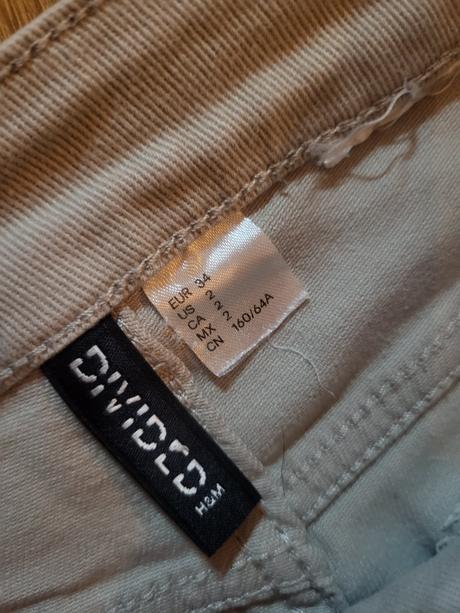 EUR 34
US 2
CA 2
MX 2
CN 160/64A
DIVIDED
H&M